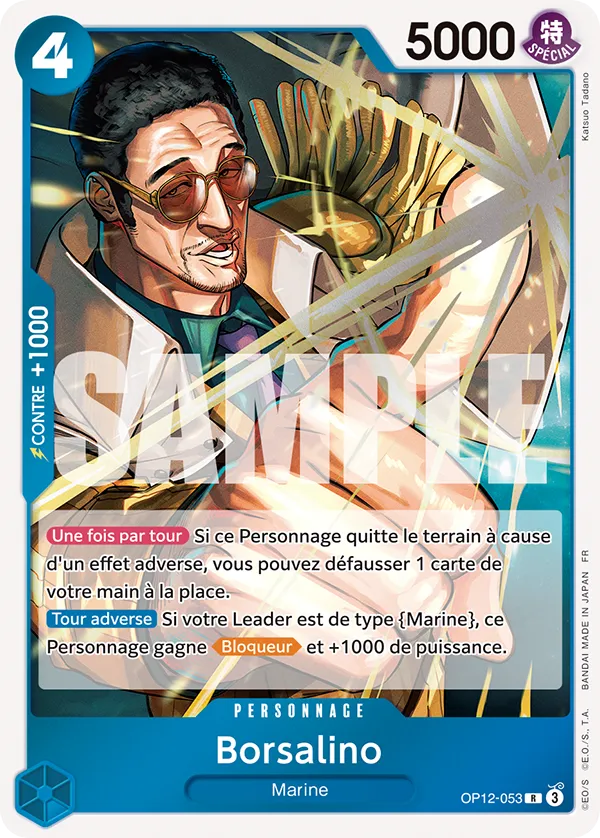 4
5000
特
SPÉCIAL
Katsuo Tadano
CONTRE +1000
SAMPLE
Une fois par tour Si ce Personnage quitte le terrain à cause
d'un effet adverse, vous pouvez défausser 1 carte de
votre main à la place.
Tour adverse Si votre Leader est de type {Marine}, ce
Personnage gagne Bloqueur et +1000 de puissance.
PERSONNAGE
Borsalino
Marine
OP12-053 R 3
©EO/S ©E.O./S., T.A. BANDAI MADE IN JAPAN FR